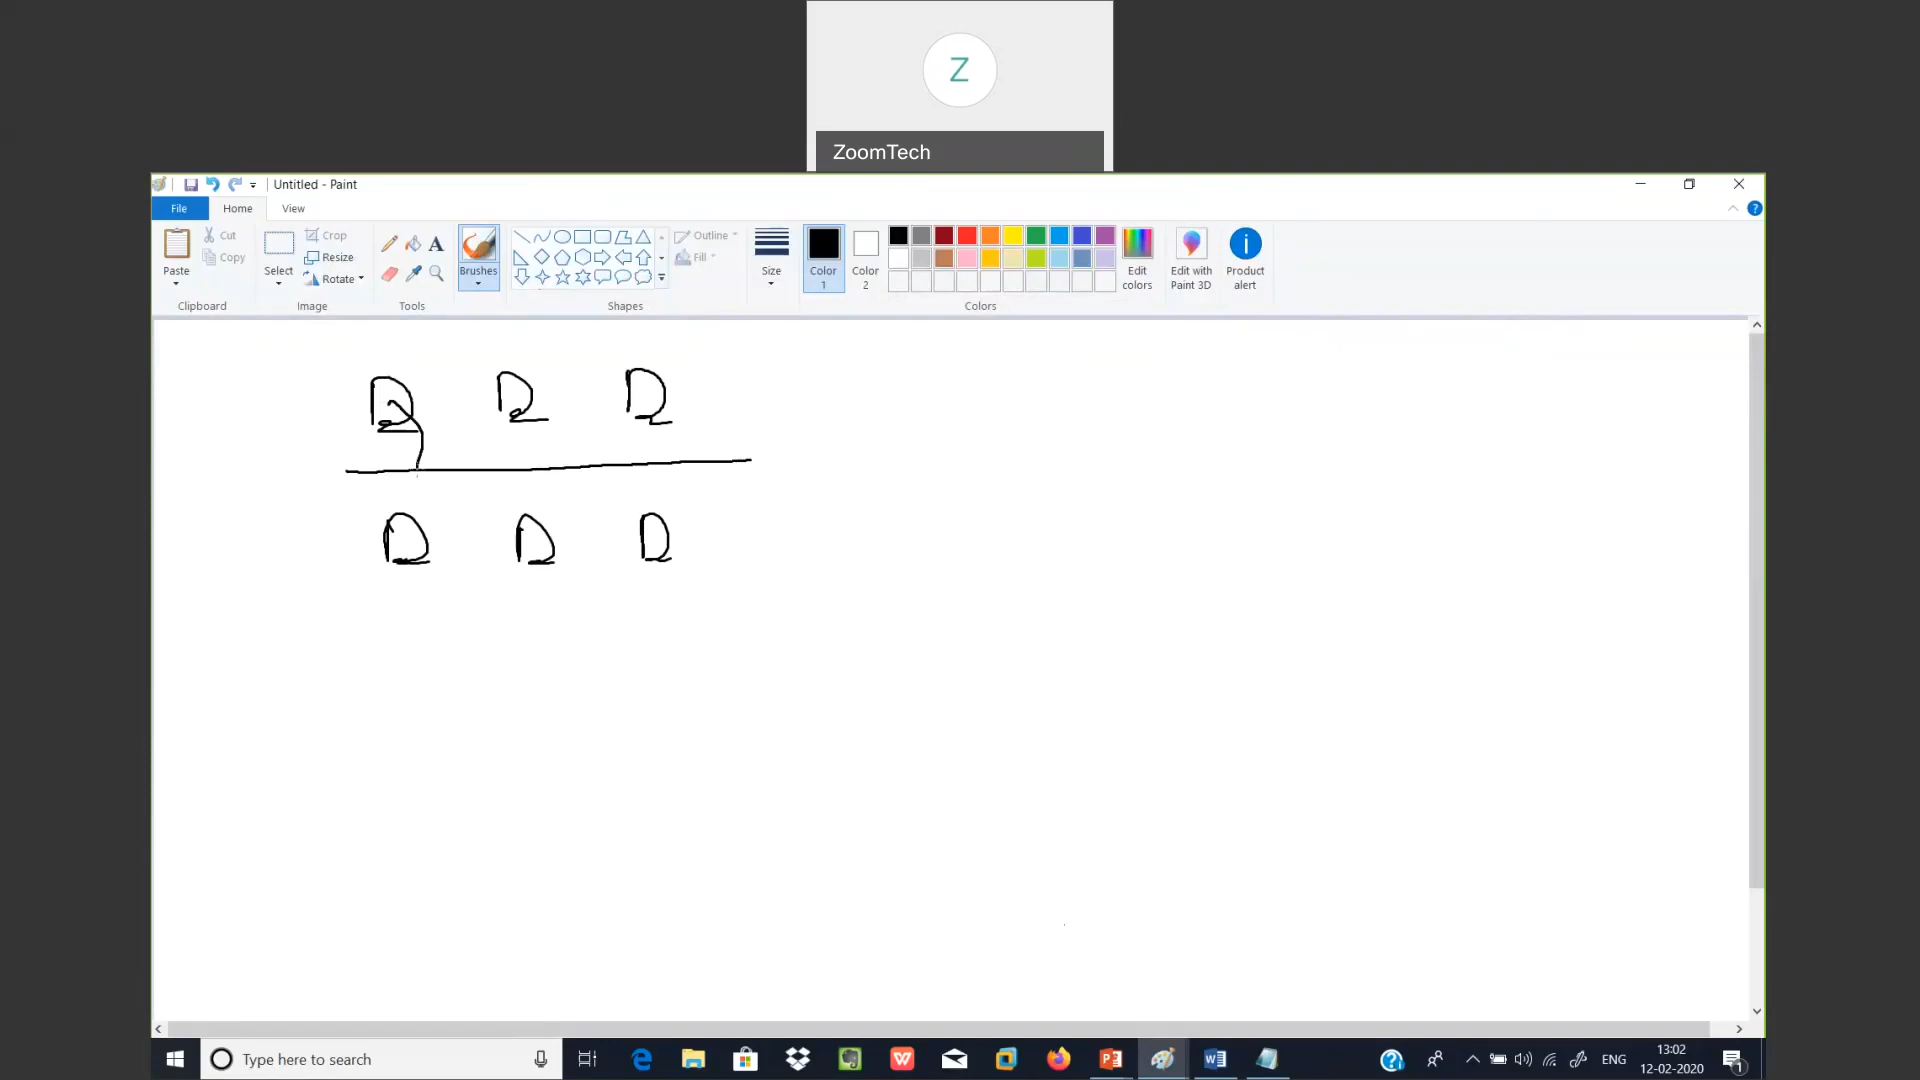 Z
ZoomTech
Untitled - Paint
File Home View
Paste
Cut
Copy
Clipboard
Select
Crop
Resize
Rotate
Image
A
Tools
Brushes
Outline
Fill
Shapes
Size
Color 1
Color 2
Edit colors
Colors
Edit with Paint 3D
Product alert
D D D
D D D
Type here to search
ENG
13:02
12-02-2020
1